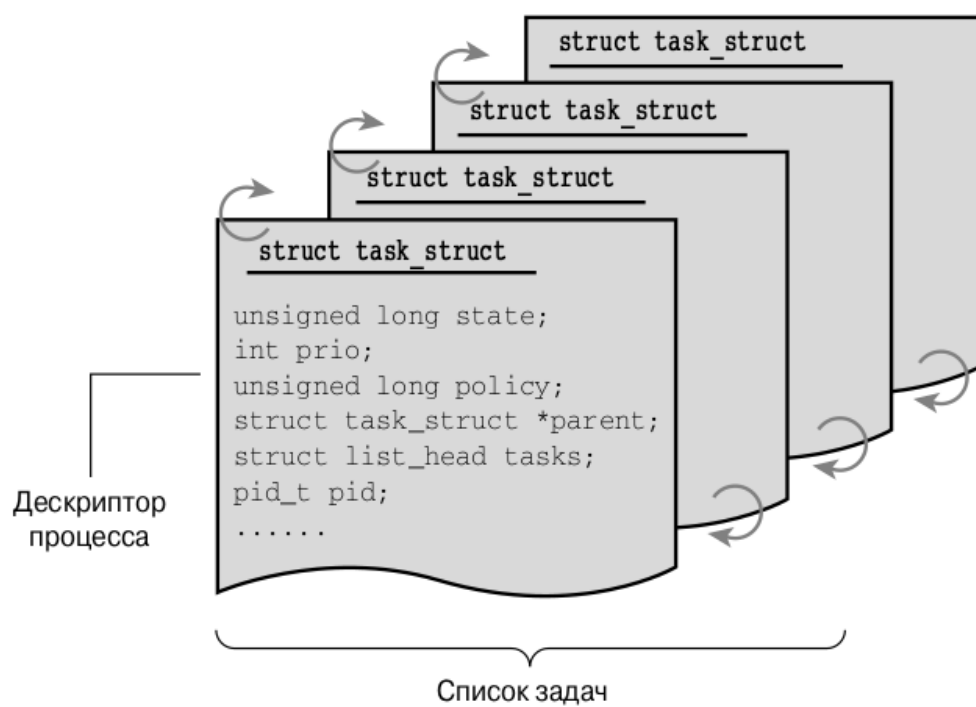 struct task_struct
struct task_struct
struct task_struct
struct task_struct
unsigned long state;
int prio;
unsigned long policy;
struct task_struct *parent;
struct list_head tasks;
pid_t pid;
......
Дескриптор
процесса
Список задач